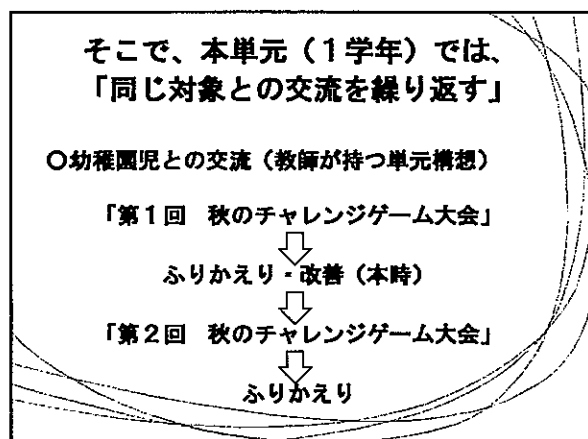 そこで、本単元（１学年）では、
「同じ対象との交流を繰り返す」
○幼稚園児との交流（教師が持つ単元構想）
「第１回　秋のチャレンジゲーム大会」
ふりかえり・改善（本時）
「第２回　秋のチャレンジゲーム大会」
ふりかえり